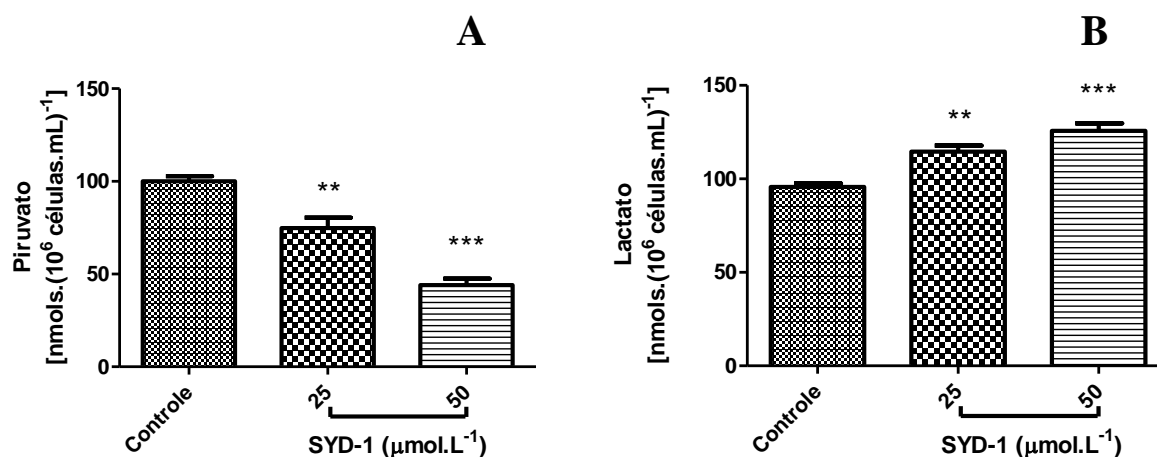 A
Piruvato
[nmols.(10⁶ células.mL)⁻¹]
150
100
50
0
**
***
Controle
25
50
SYD-1 (μmol.L⁻¹)
B
Lactato
[nmols.(10⁶ células.mL)⁻¹]
150
100
50
0
**
***
Controle
25
50
SYD-1 (μmol.L⁻¹)